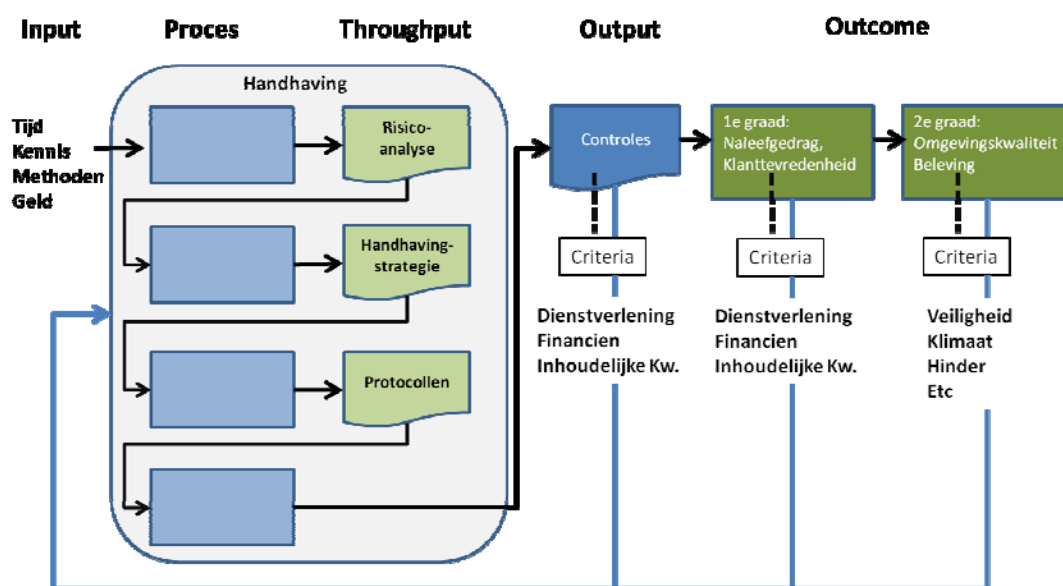 Input
Proces
Throughput
Output
Outcome
Handhaving
Tijd
Kennis
Methoden
Geld
Risico-
analyse
Handhaving-
strategie
Protocollen
Controles
1e graad:
Naleefgedrag,
Klanttevredenheid
2e graad:
Omgevingskwaliteit
Beleving
Criteria
Criteria
Criteria
Dienstverlening
Financien
Inhoudelijke Kw.
Dienstverlening
Financien
Inhoudelijke Kw.
Veiligheid
Klimaat
Hinder
Etc